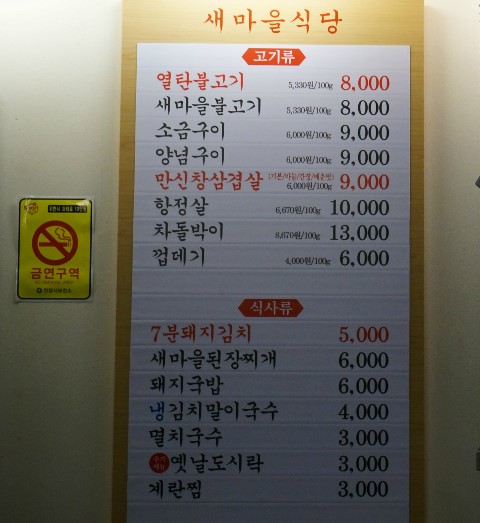 새마을식당
고기류
열탄불고기 5,330원/100g 8,000
새마을불고기 5,330원/100g 8,000
소금구이 6,000원/100g 9,000
양념구이 6,000원/100g 9,000
만신창삼겹살 6,000원/100g 9,000
항정살 6,670원/100g 10,000
차돌박이 8,670원/100g 13,000
껍데기 4,000원/100g 6,000
식사류
7분돼지김치 5,000
새마을된장찌개 6,000
돼지국밥 6,000
냉김치말이국수 4,000
멸치국수 3,000
추가메뉴 옛날도시락 3,000
계란찜 3,000
금연구역